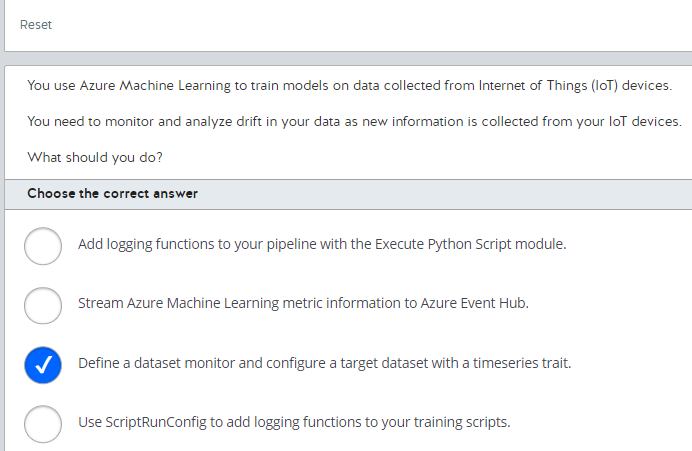 Reset
You use Azure Machine Learning to train models on data collected from Internet of Things (IoT) devices.
You need to monitor and analyze drift in your data as new information is collected from your IoT devices.
What should you do?
Choose the correct answer
Add logging functions to your pipeline with the Execute Python Script module.
Stream Azure Machine Learning metric information to Azure Event Hub.
Define a dataset monitor and configure a target dataset with a timeseries trait.
Use ScriptRunConfig to add logging functions to your training scripts.